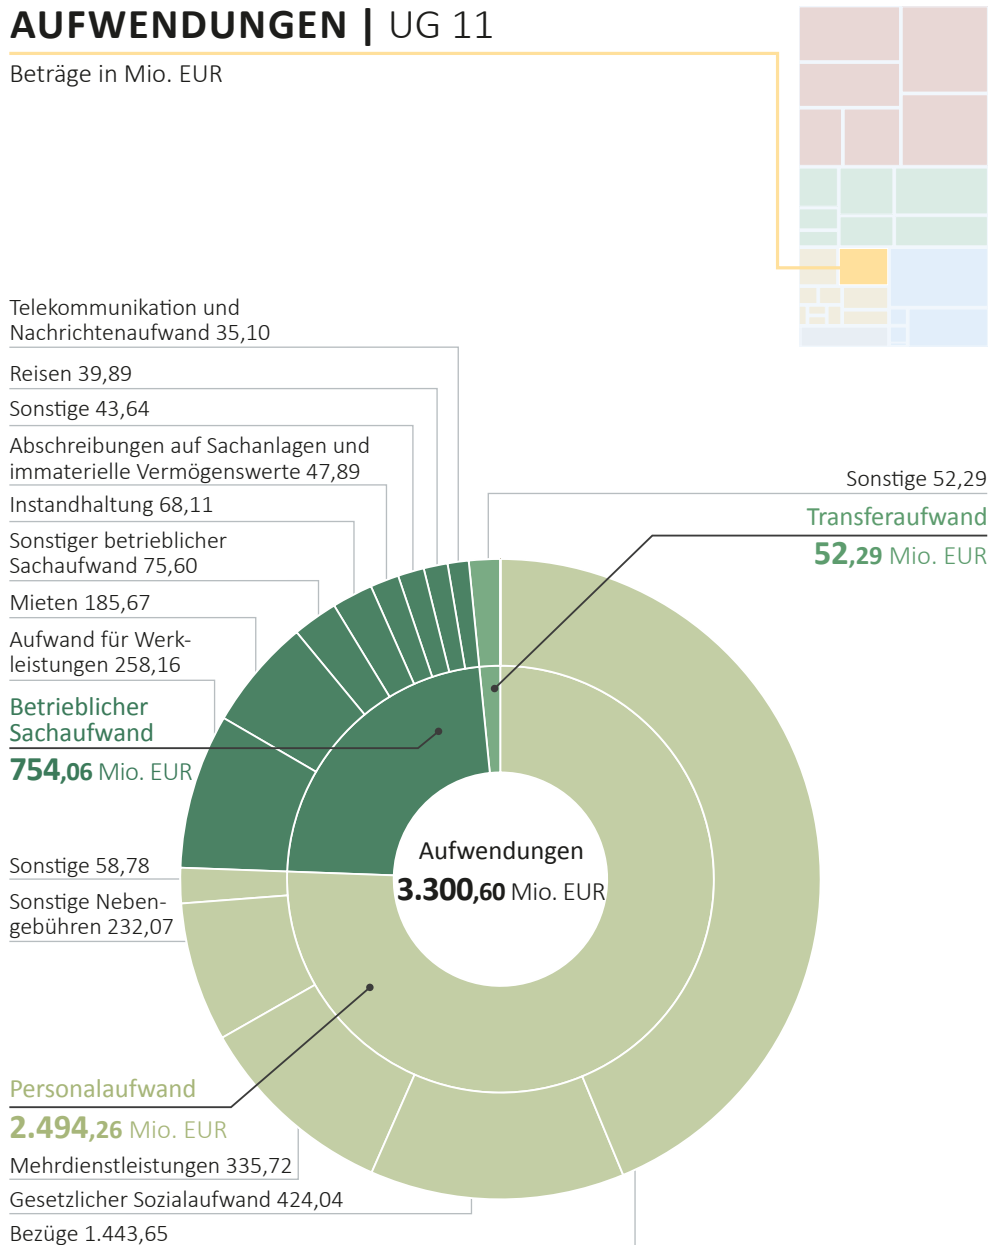 AUFWENDUNGEN | UG 11
Beträge in Mio. EUR
Telekommunikation und
Nachrichtenaufwand 35,10
Reisen 39,89
Sonstige 43,64
Abschreibungen auf Sachanlagen und
immaterielle Vermögenswerte 47,89
Instandhaltung 68,11
Sonstiger betrieblicher
Sachaufwand 75,60
Mieten 185,67
Aufwand für Werk-
leistungen 258,16
Betrieblicher
Sachaufwand
754,06 Mio. EUR
Sonstige 52,29
Transferaufwand
52,29 Mio. EUR
Aufwendungen
3.300,60 Mio. EUR
Sonstige 58,78
Sonstige Neben-
gebühren 232,07
Personalaufwand
2.494,26 Mio. EUR
Mehrdienstleistungen 335,72
Gesetzlicher Sozialaufwand 424,04
Bezüge 1.443,65